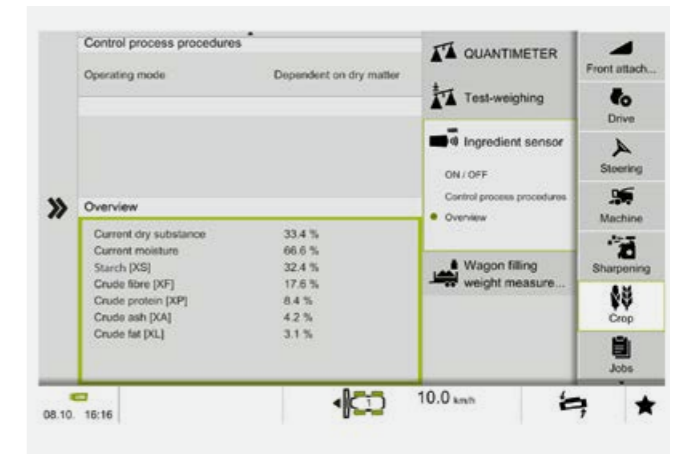 Control process procedures
Operating mode Dependent on dry matter
Overview
Current dry substance 33.4 %
Current moisture 66.6 %
Starch [XS] 32.4 %
Crude fibre [XF] 17.6 %
Crude protein [XP] 8.4 %
Crude ash [XA] 4.2 %
Crude fat [XL] 3.1 %
QUANTIMETER
Test-weighing
Ingredient sensor
ON / OFF
Control process procedures
Overview
Wagon filling
weight measure...
Front attach...
Drive
Steering
Machine
Sharpening
Crop
Jobs
08.10. 16:16
1
10.0 km/h